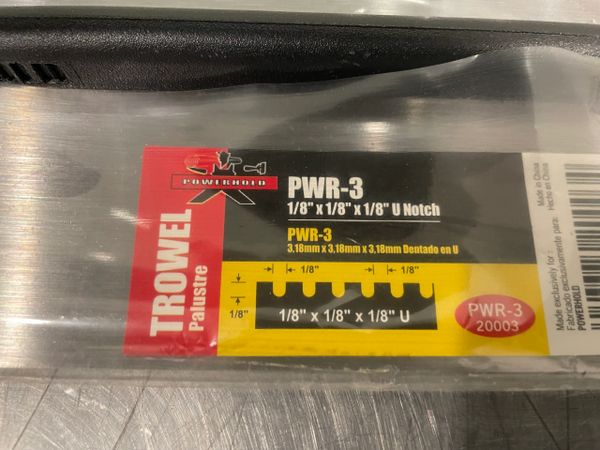 POWERHOLD
PWR-3
1/8" x 1/8" x 1/8" U Notch
PWR-3
3.18mm x 3.18mm x 3.18mm Dentado en U
TROWEL
Palustre
1/8"
1/8"
1/8"
1/8" x 1/8" x 1/8" U
PWR-3
20003
Made exclusively for :
Fabricado exclusivamente para:
POWERHOLD
Made in China
Hecho en China